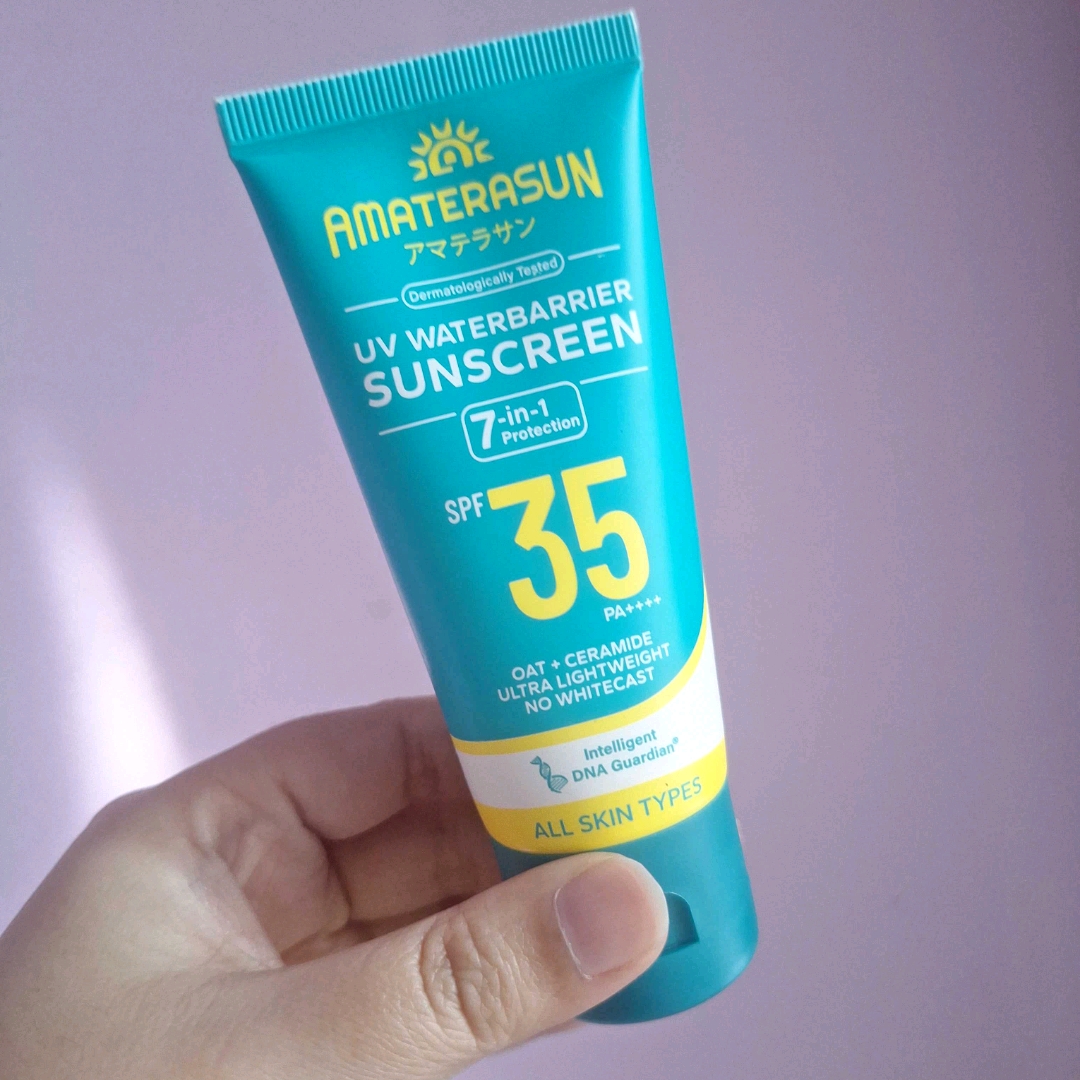 AMATERASUN
アマテラサン
Dermatologically Tested
UV WATERBARRIER
SUNSCREEN
7-in-1
Protection
SPF 35
PA++++
OAT + CERAMIDE
ULTRA LIGHTWEIGHT
NO WHITECAST
Intelligent
DNA Guardian®
ALL SKIN TYPES